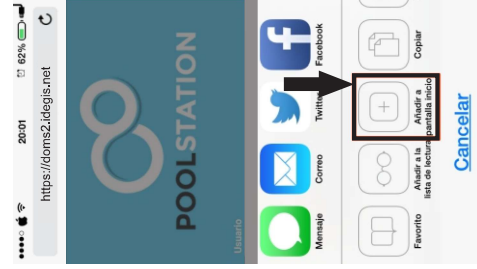 20:01
62%
https://doms2.idegis.net
POOLSTATION
Usuario
Mensaje
Correo
Twitter
Facebook
Favorito
Añadir a la
lista de lectura
Añadir a
pantalla inicio
Copiar
Cancelar